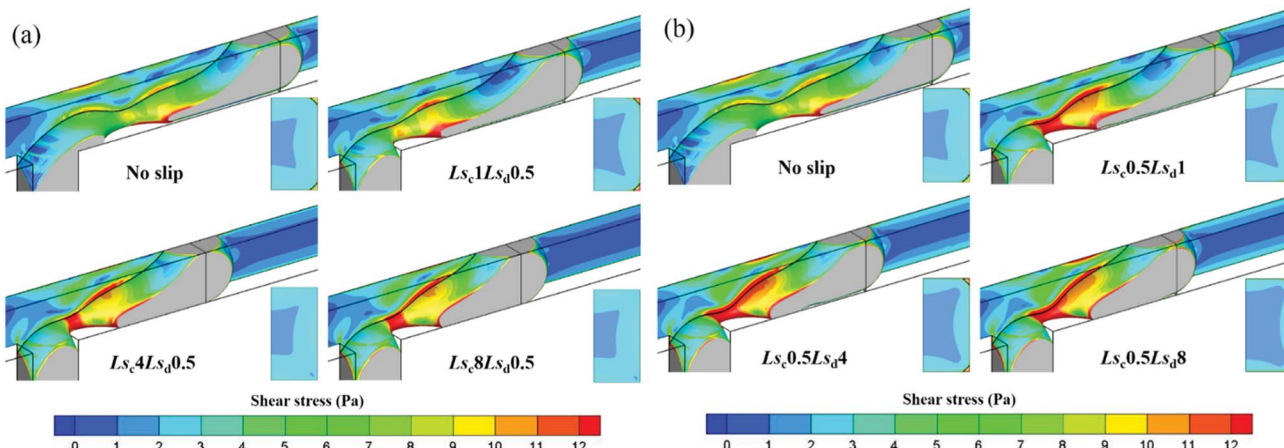 (a)
(b)
No slip
Lsc1Lsd0.5
No slip
Lsc0.5Lsd1
Lsc4Lsd0.5
Lsc8Lsd0.5
Lsc0.5Lsd4
Lsc0.5Lsd8
Shear stress (Pa)
Shear stress (Pa)
0 1 2 3 4 5 6 7 8 9 10 11 12
0 1 2 3 4 5 6 7 8 9 10 11 12